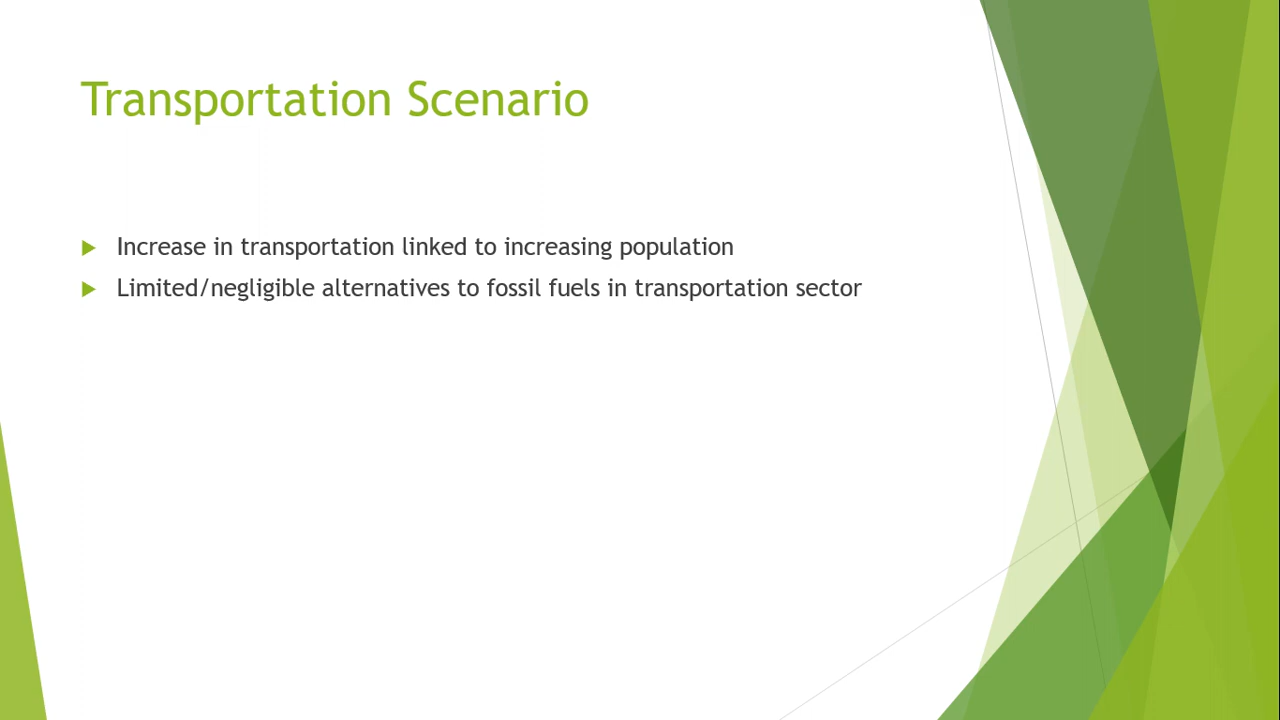 Transportation Scenario
Increase in transportation linked to increasing population
Limited/negligible alternatives to fossil fuels in transportation sector